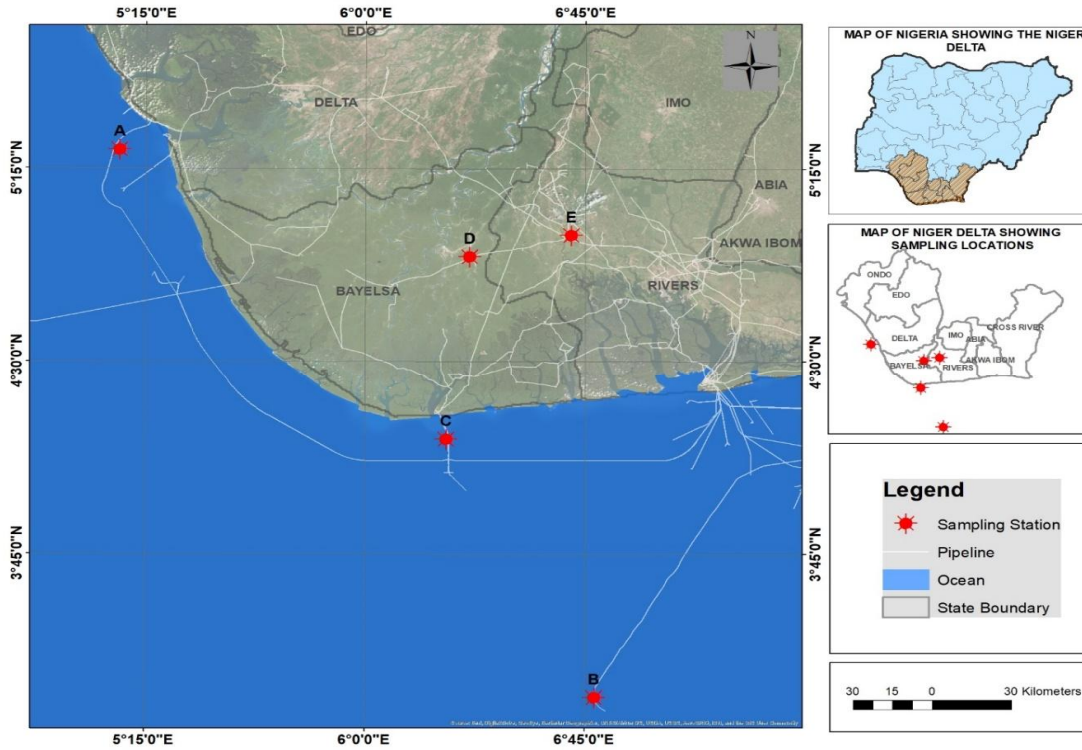 5°15'0"E
6°0'0"E
6°45'0"E
EDO
N
DELTA
IMO
A
5°15'0"N
5°15'0"N
ABIA
E
D
AKWA IBOM
BAYELSA
RIVERS
4°30'0"N
4°30'0"N
C
3°45'0"N
3°45'0"N
B
5°15'0"E
6°0'0"E
6°45'0"E
MAP OF NIGERIA SHOWING THE NIGER
DELTA
MAP OF NIGER DELTA SHOWING
SAMPLING LOCATIONS
ONDO
EDO
DELTA
IMO
ABIA
CROSS RIVER
BAYELSA
RIVERS
AKWA IBOM
Legend
Sampling Station
Pipeline
Ocean
State Boundary
30 15 0 30 Kilometers